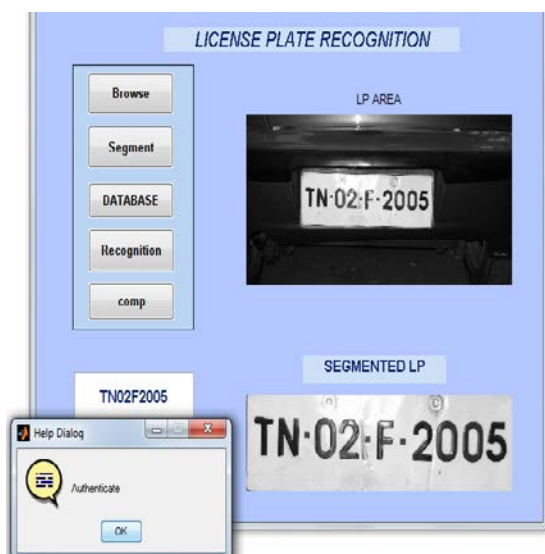 LICENSE PLATE RECOGNITION
Browse
Segment
DATABASE
Recognition
comp
LP AREA
TN·02·F·2005
TN02F2005
SEGMENTED LP
TN·02·F·2005
Help Dialog
Authenticate
OK